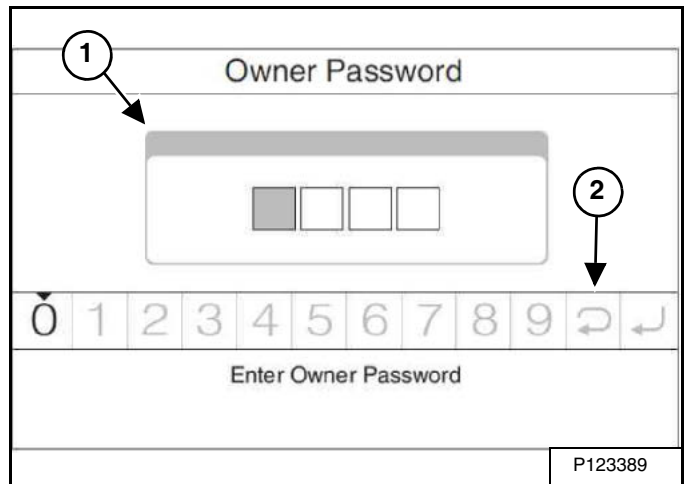 1
Owner Password
2
0 1 2 3 4 5 6 7 8 9
Enter Owner Password
P123389